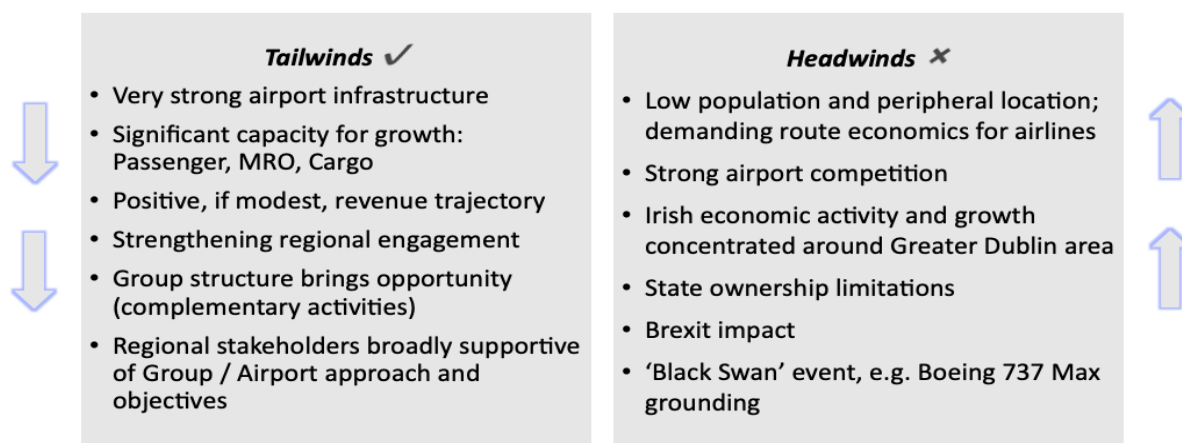 Tailwinds ✓
• Very strong airport infrastructure
• Significant capacity for growth:
Passenger, MRO, Cargo
• Positive, if modest, revenue trajectory
• Strengthening regional engagement
• Group structure brings opportunity
(complementary activities)
• Regional stakeholders broadly supportive
of Group / Airport approach and
objectives
Headwinds ✗
• Low population and peripheral location;
demanding route economics for airlines
• Strong airport competition
• Irish economic activity and growth
concentrated around Greater Dublin area
• State ownership limitations
• Brexit impact
• ‘Black Swan’ event, e.g. Boeing 737 Max
grounding